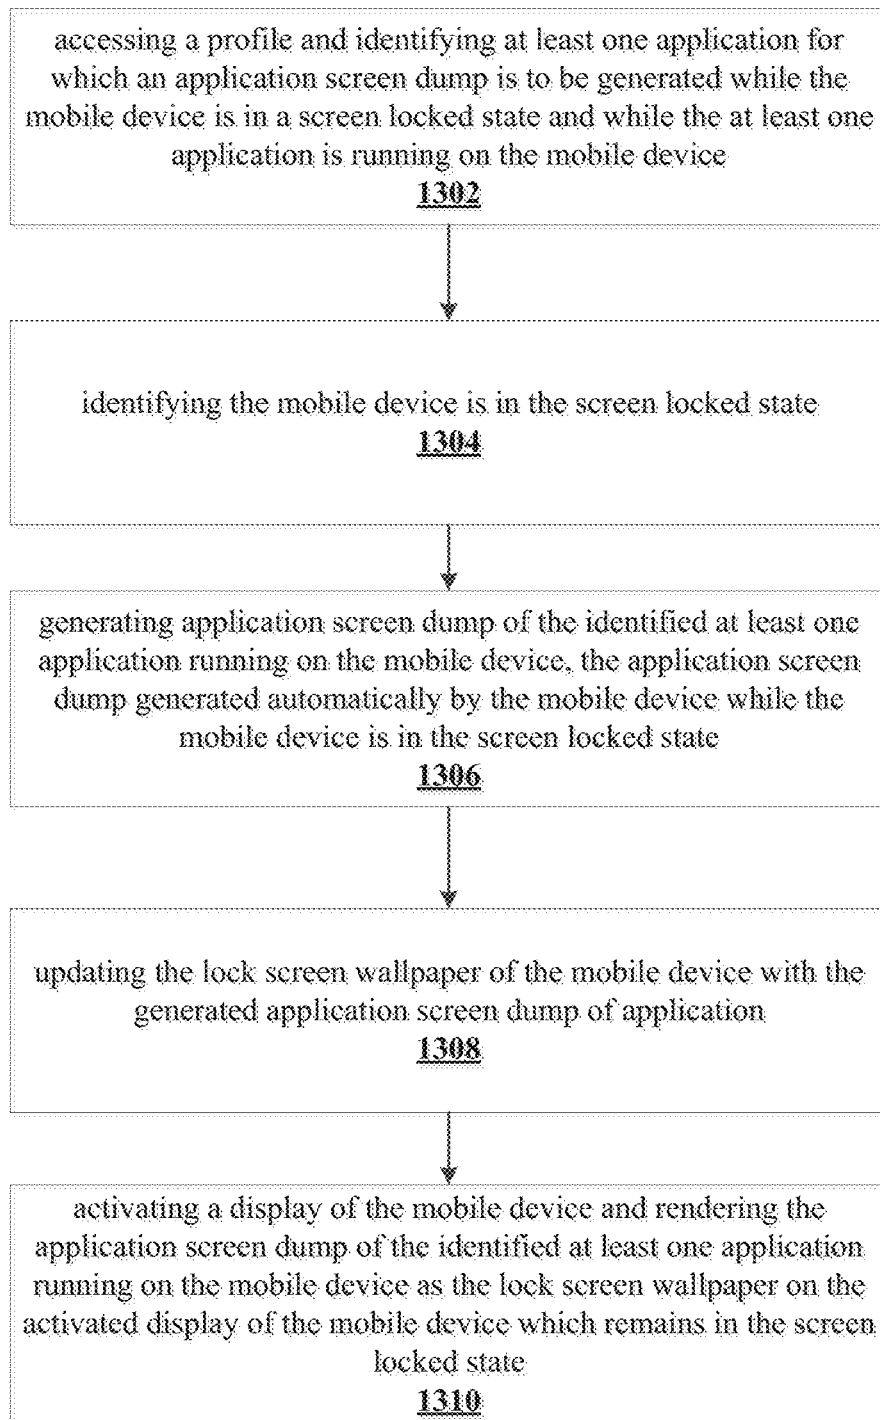 accessing a profile and identifying at least one application for
which an application screen dump is to be generated while the
mobile device is in a screen locked state and while the at least one
application is running on the mobile device
1302
identifying the mobile device is in the screen locked state
1304
generating application screen dump of the identified at least one
application running on the mobile device, the application screen
dump generated automatically by the mobile device while the
mobile device is in the screen locked state
1306
updating the lock screen wallpaper of the mobile device with the
generated application screen dump of application
1308
activating a display of the mobile device and rendering the
application screen dump of the identified at least one application
running on the mobile device as the lock screen wallpaper on the
activated display of the mobile device which remains in the screen
locked state
1310